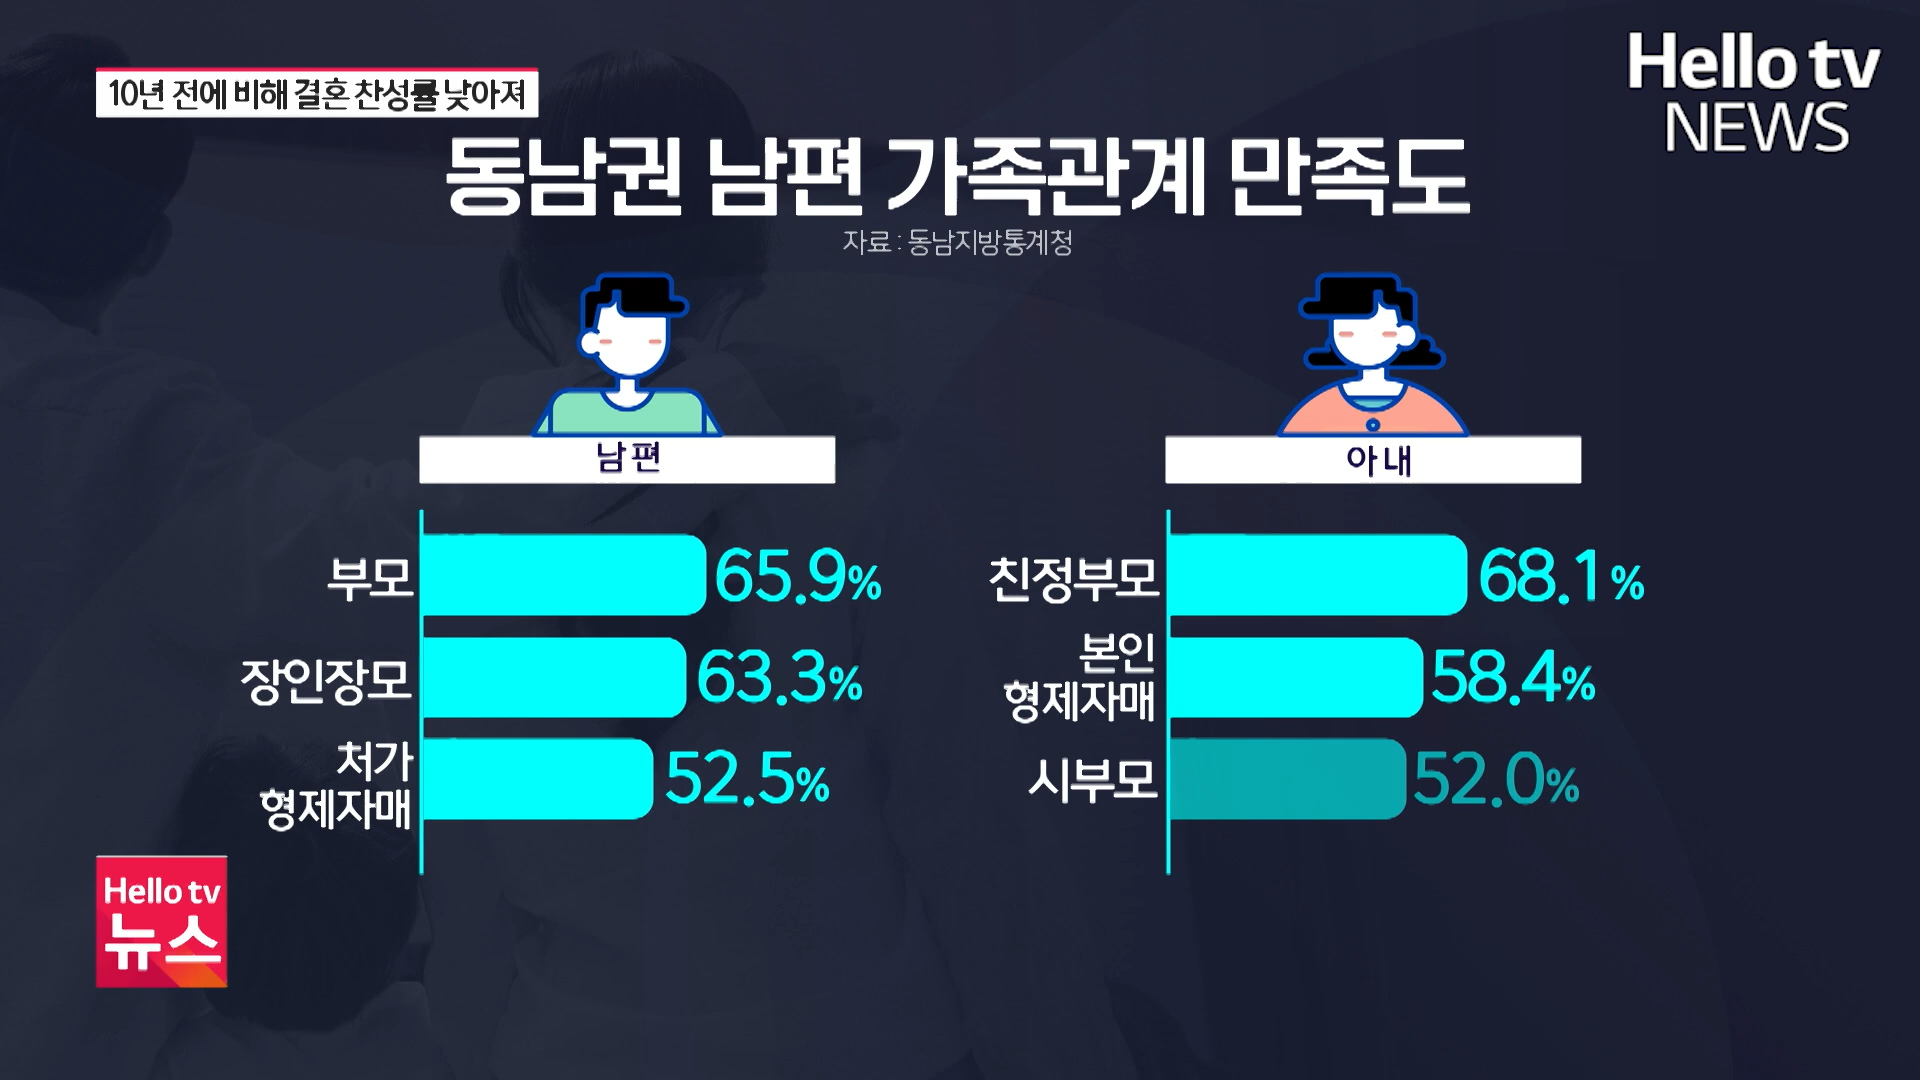 10년 전에 비해 결혼 찬성률 낮아져
Hello tv
NEWS
동남권 남편 가족관계 만족도
자료 : 동남지방통계청
남편
부모 65.9%
장인장모 63.3%
처가
형제자매 52.5%
아내
친정부모 68.1%
본인
형제자매 58.4%
시부모 52.0%
Hello tv
뉴스